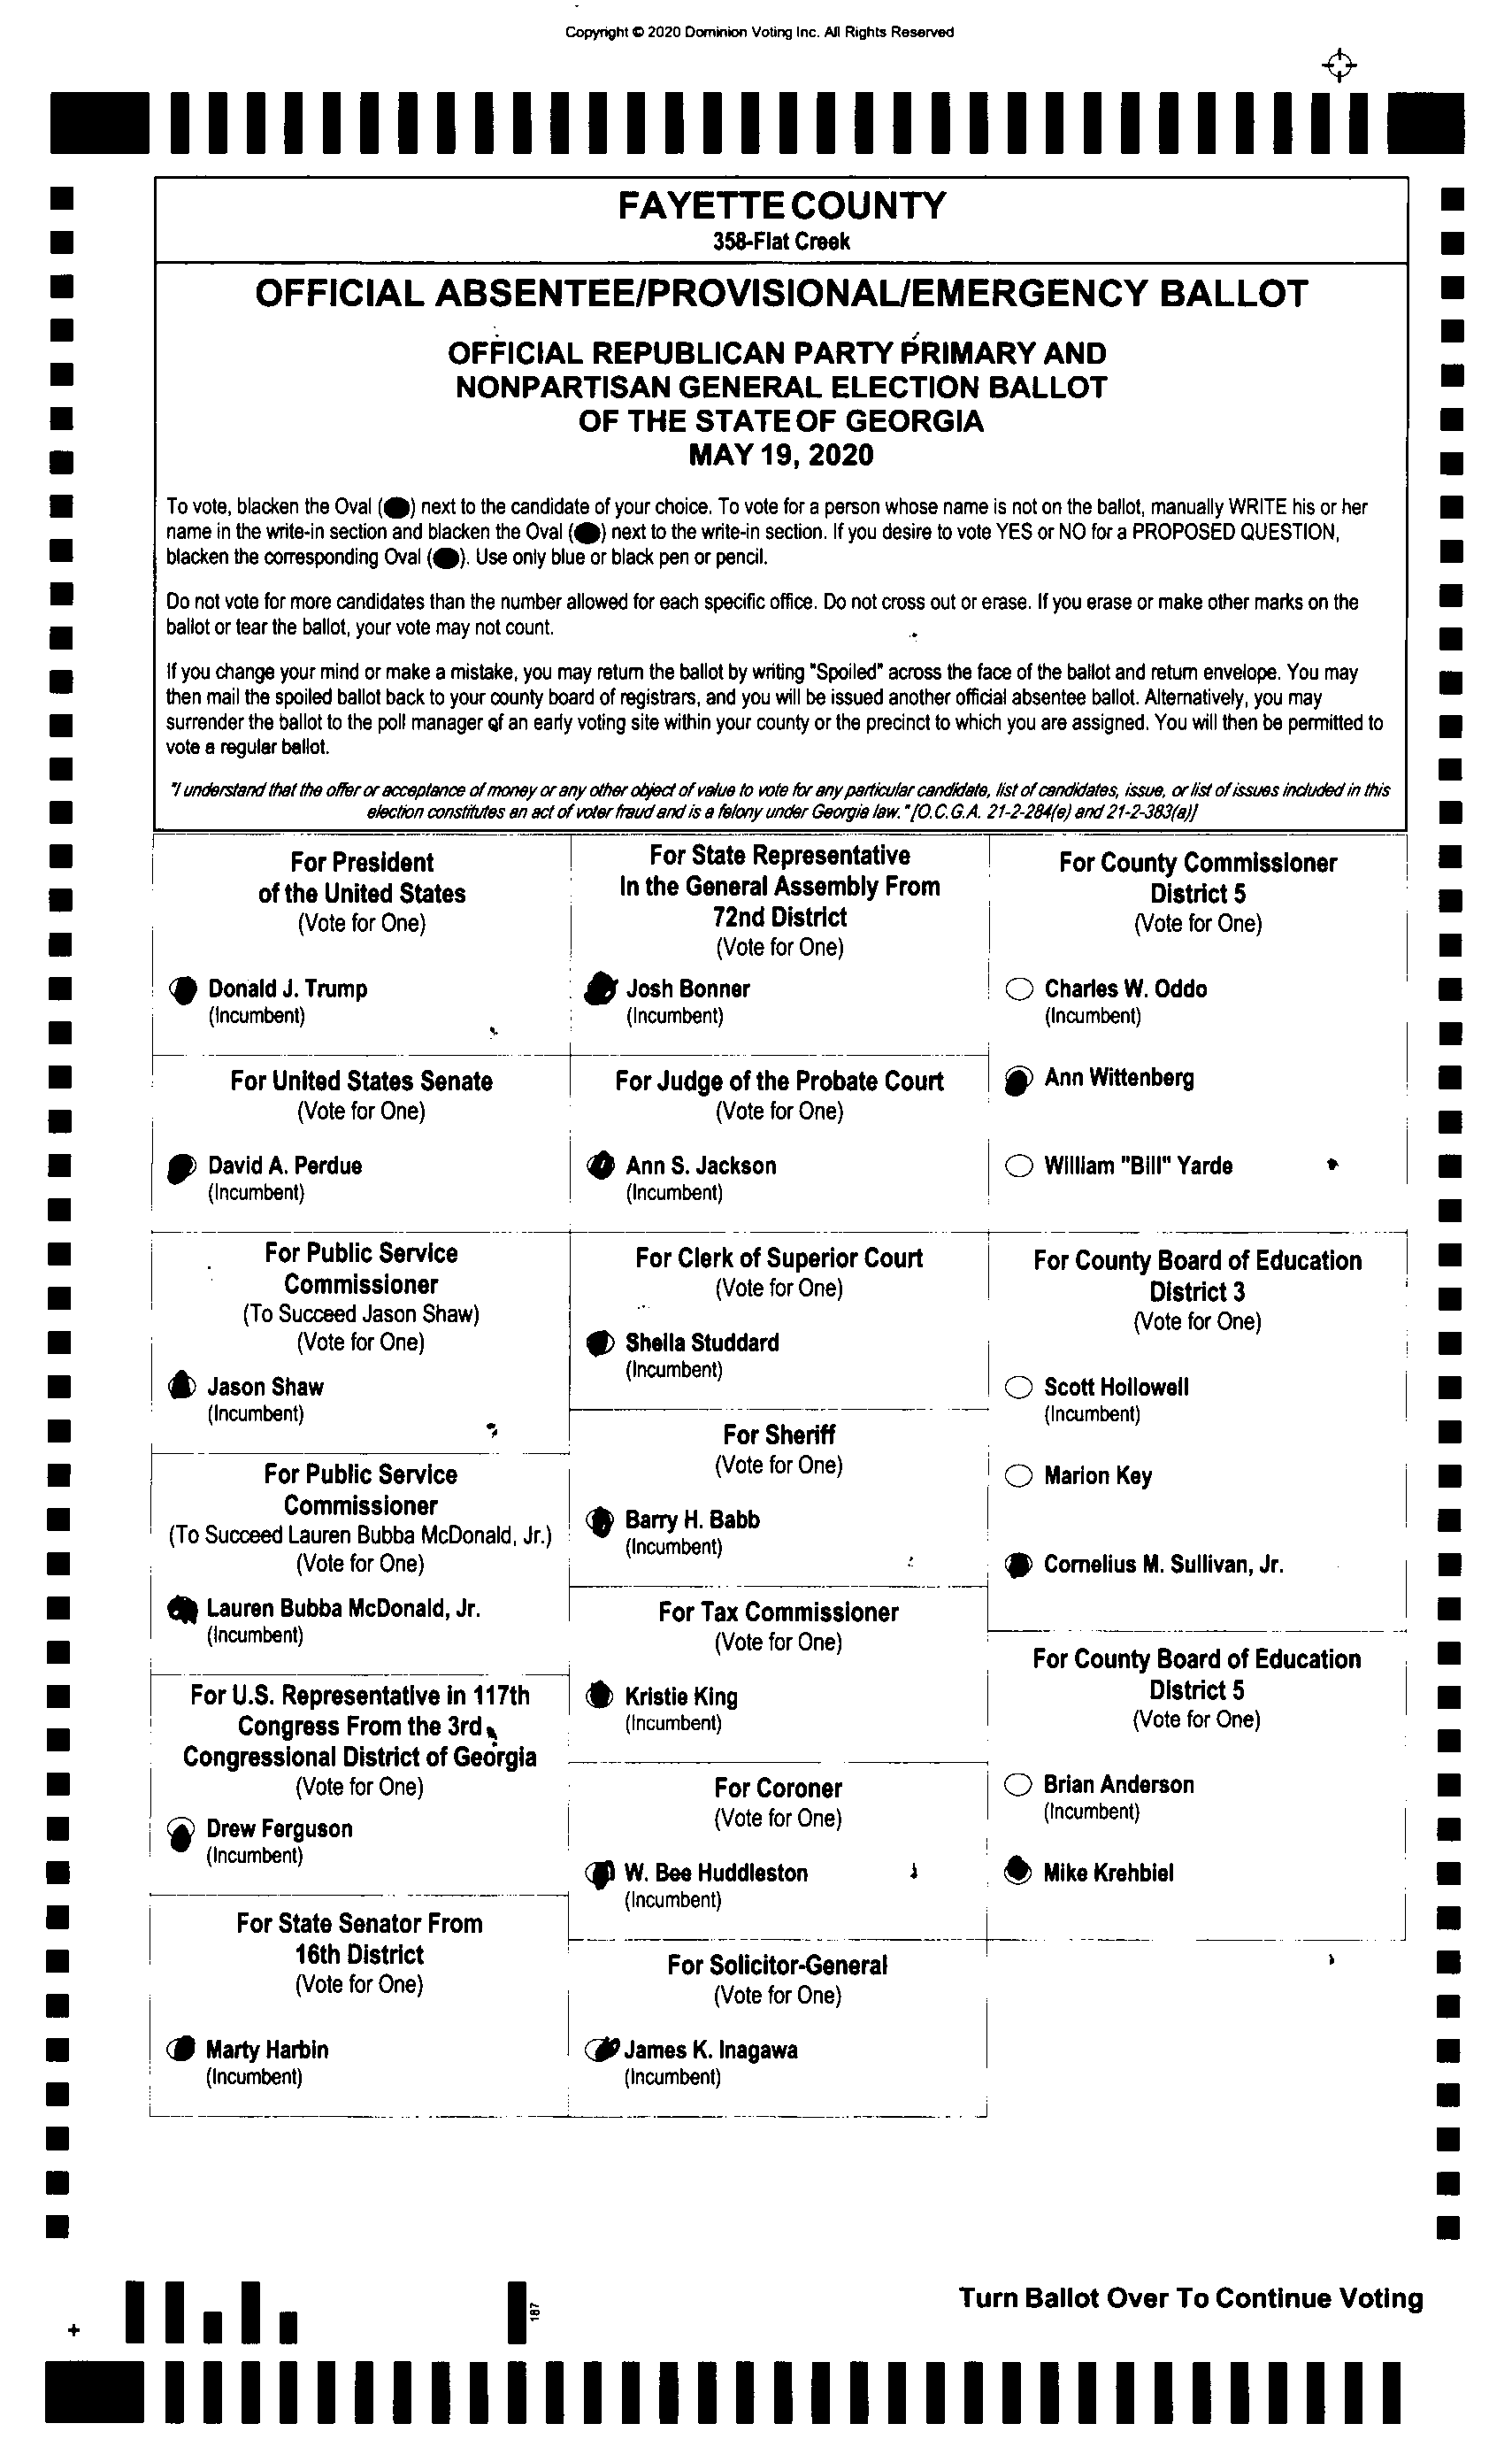 Copyright © 2020 Dominion Voting Inc. All Rights Reserved
FAYETTE COUNTY
358-Flat Creek
OFFICIAL ABSENTEE/PROVISIONAL/EMERGENCY BALLOT
OFFICIAL REPUBLICAN PARTY PRIMARY AND
NONPARTISAN GENERAL ELECTION BALLOT
OF THE STATE OF GEORGIA
MAY 19, 2020
To vote, blacken the Oval ( ) next to the candidate of your choice. To vote for a person whose name is not on the ballot, manually WRITE his or her
name in the write-in section and blacken the Oval ( ) next to the write-in section. If you desire to vote YES or NO for a PROPOSED QUESTION,
blacken the corresponding Oval ( ). Use only blue or black pen or pencil.
Do not vote for more candidates than the number allowed for each specific office. Do not cross out or erase. If you erase or make other marks on the
ballot or tear the ballot, your vote may not count.
If you change your mind or make a mistake, you may return the ballot by writing "Spoiled" across the face of the ballot and return envelope. You may
then mail the spoiled ballot back to your county board of registrars, and you will be issued another official absentee ballot. Alternatively, you may
surrender the ballot to the poll manager of an early voting site within your county or the precinct to which you are assigned. You will then be permitted to
vote a regular ballot.
"I understand that the offer or acceptance of money or any other object of value to vote for any particular candidate, list of candidates, issue, or list of issues included in this
election constitutes an act of voter fraud and is a felony under Georgia law." [O.C.G.A. 21-2-284(e) and 21-2-383(a)]
For President
of the United States
(Vote for One)
Donald J. Trump
(Incumbent)
For United States Senate
(Vote for One)
David A. Perdue
(Incumbent)
For Public Service
Commissioner
(To Succeed Jason Shaw)
(Vote for One)
Jason Shaw
(Incumbent)
For Public Service
Commissioner
(To Succeed Lauren Bubba McDonald, Jr.)
(Vote for One)
Lauren Bubba McDonald, Jr.
(Incumbent)
For U.S. Representative in 117th
Congress From the 3rd
Congressional District of Georgia
(Vote for One)
Drew Ferguson
(Incumbent)
For State Senator From
16th District
(Vote for One)
Marty Harbin
(Incumbent)
For State Representative
In the General Assembly From
72nd District
(Vote for One)
Josh Bonner
(Incumbent)
For Judge of the Probate Court
(Vote for One)
Ann S. Jackson
(Incumbent)
For Clerk of Superior Court
(Vote for One)
Sheila Studdard
(Incumbent)
For Sheriff
(Vote for One)
Barry H. Babb
(Incumbent)
For Tax Commissioner
(Vote for One)
Kristie King
(Incumbent)
For Coroner
(Vote for One)
W. Bee Huddleston
(Incumbent)
For Solicitor-General
(Vote for One)
James K. Inagawa
(Incumbent)
For County Commissioner
District 5
(Vote for One)
Charles W. Oddo
(Incumbent)
Ann Wittenberg
William "Bill" Yarde
For County Board of Education
District 3
(Vote for One)
Scott Hollowell
(Incumbent)
Marion Key
Cornelius M. Sullivan, Jr.
For County Board of Education
District 5
(Vote for One)
Brian Anderson
(Incumbent)
Mike Krehbiel
Turn Ballot Over To Continue Voting
187